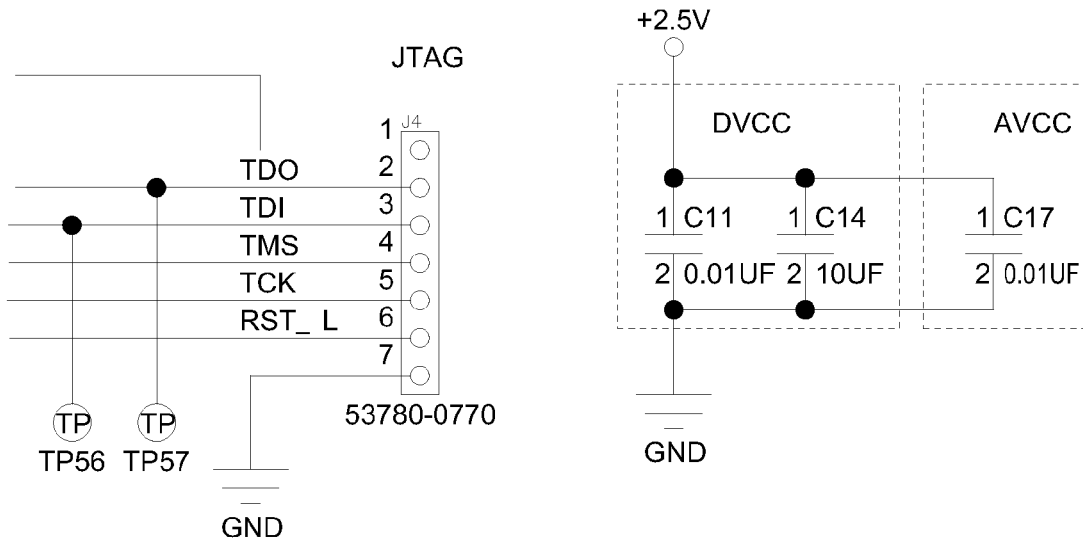 JTAG
J4
1
2
3
4
5
6
7
TDO
TDI
TMS
TCK
RST_ L
53780-0770
TP
TP
TP56
TP57
GND
+2.5V
DVCC
AVCC
1 C11
2 0.01UF
1 C14
2 10UF
1 C17
2 0.01UF
GND